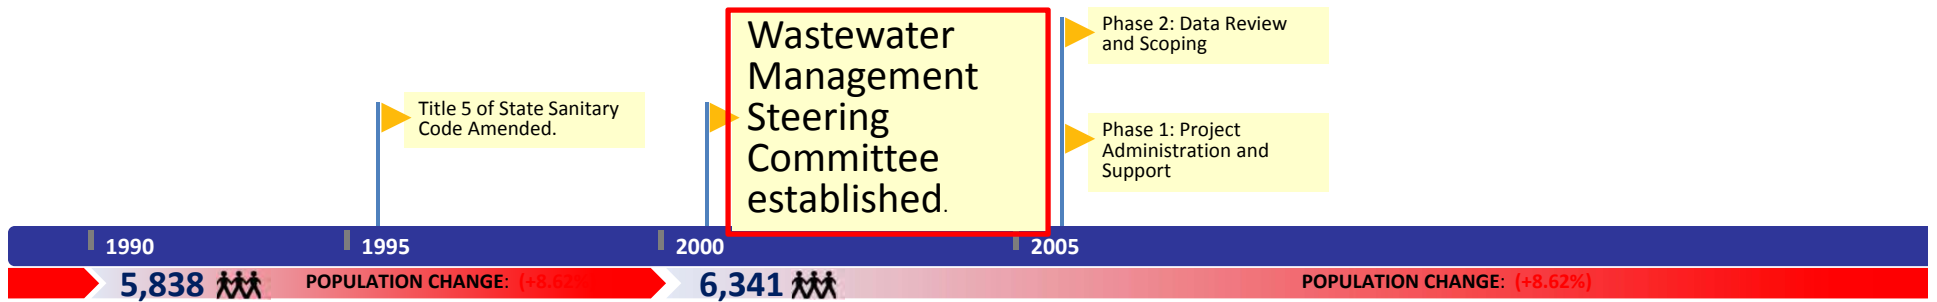 Title 5 of State Sanitary
Code Amended.
Wastewater
Management
Steering
Committee
established.
Phase 2: Data Review
and Scoping
Phase 1: Project
Administration and
Support
1990
1995
2000
2005
5,838
POPULATION CHANGE: (+8.62%)
6,341
POPULATION CHANGE: (+8.62%)